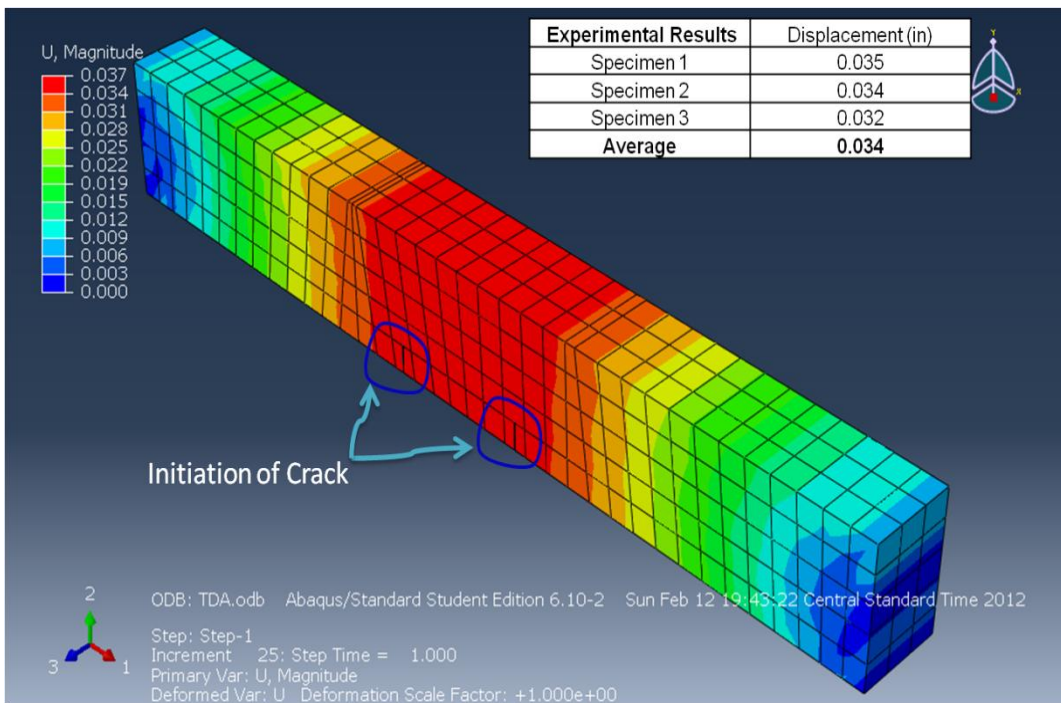 U, Magnitude
0.037
0.034
0.031
0.028
0.025
0.022
0.019
0.015
0.012
0.009
0.006
0.003
0.000
Experimental Results Displacement (in)
Specimen 1 0.035
Specimen 2 0.034
Specimen 3 0.032
Average 0.034
Y
X
Initiation of Crack
2
3
1
ODB: TDA.odb Abaqus/Standard Student Edition 6.10-2 Sun Feb 12 19:43:22 Central Standard Time 2012
Step: Step-1
Increment 25: Step Time = 1.000
Primary Var: U, Magnitude
Deformed Var: U Deformation Scale Factor: +1.000e+00